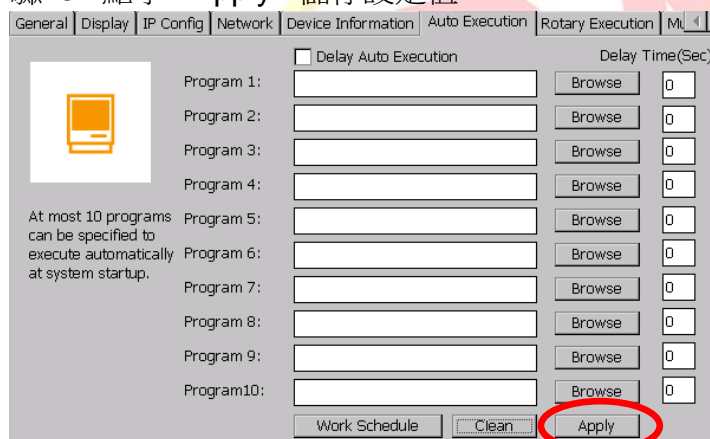 General Display IP Config Network Device Information Auto Execution Rotary Execution
Delay Auto Execution Delay Time(Sec)
Program 1: Browse 0
Program 2: Browse 0
Program 3: Browse 0
Program 4: Browse 0
At most 10 programs Program 5: Browse 0
can be specified to
execute automatically Program 6: Browse 0
at system startup.
Program 7: Browse 0
Program 8: Browse 0
Program 9: Browse 0
Program10: Browse 0
Work Schedule Clean Apply